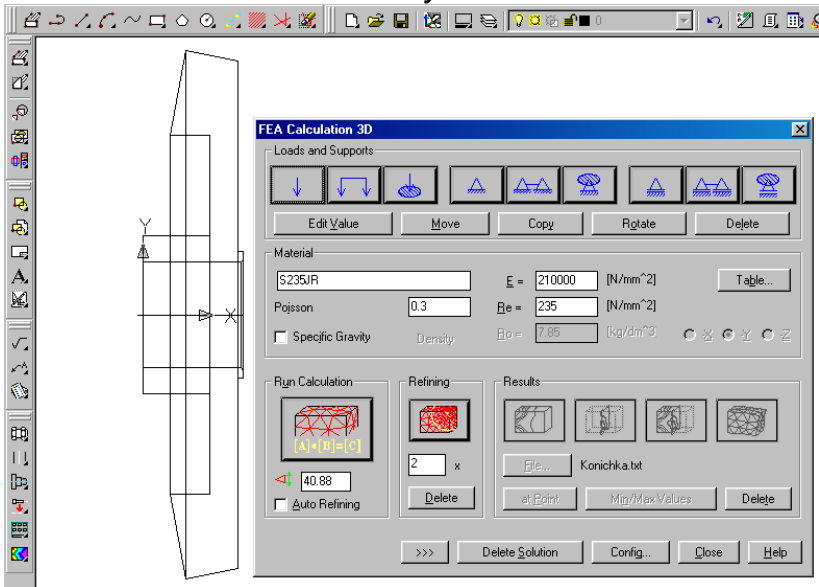 0
Y
X
FEA Calculation 3D
Loads and Supports
Edit Value Move Copy Rotate Delete
Material
S235JR E = 210000 [N/mm^2] Table...
Poisson 0.3 Re = 235 [N/mm^2]
Specific Gravity Density Ro = 7.85 [kg/dm^3 X Y Z
Run Calculation Refining Results
[A]*[B]=[C]
2 x File... Konichka.txt
40.88
Auto Refining Delete at Point Min/Max Values Delete
>>> Delete Solution Config... Close Help
A